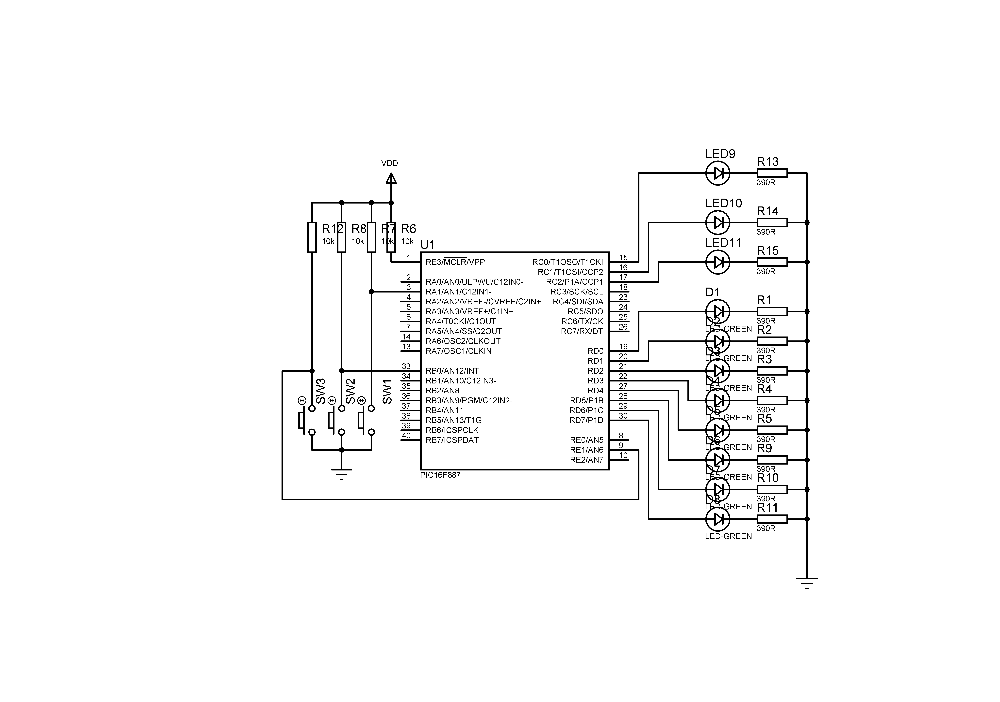 VDD
R12
10k
R8
10k
R7
10k
R6
10k
SW3
SW2
SW1
U1
1
RE3/MCLR/VPP
2
RA0/AN0/ULPWU/C12IN0-
3
RA1/AN1/C12IN1-
4
RA2/AN2/VREF-/CVREF/C2IN+
5
RA3/AN3/VREF+/C1IN+
6
RA4/T0CKI/C1OUT
7
RA5/AN4/SS/C2OUT
14
RA6/OSC2/CLKOUT
13
RA7/OSC1/CLKIN
33
RB0/AN12/INT
34
RB1/AN10/C12IN3-
35
RB2/AN8
36
RB3/AN9/PGM/C12IN2-
37
RB4/AN11
38
RB5/AN13/T1G
39
RB6/ICSPCLK
40
RB7/ICSPDAT
RC0/T1OSO/T1CKI
15
RC1/T1OSI/CCP2
16
RC2/P1A/CCP1
17
RC3/SCK/SCL
18
RC4/SDI/SDA
23
RC5/SDO
24
RC6/TX/CK
25
RC7/RX/DT
26
RD0
19
RD1
20
RD2
21
RD3
22
RD4
27
RD5/P1B
28
RD6/P1C
29
RD7/P1D
30
RE0/AN5
8
RE1/AN6
9
RE2/AN7
10
PIC16F887
LED9
R13
390R
LED10
R14
390R
LED11
R15
390R
D1
LED-GREEN
R1
390R
D2
LED-GREEN
R2
390R
D3
LED-GREEN
R3
390R
D4
LED-GREEN
R4
390R
D5
LED-GREEN
R5
390R
D6
LED-GREEN
R9
390R
D7
LED-GREEN
R10
390R
D8
LED-GREEN
R11
390R